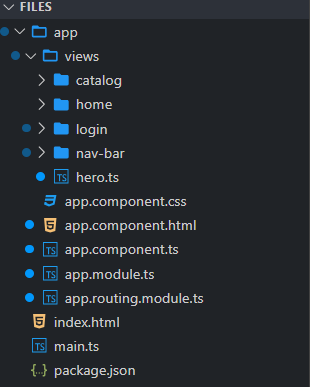 FILES
app
views
catalog
home
login
nav-bar
TS hero.ts
app.component.css
app.component.html
TS app.component.ts
TS app.module.ts
TS app.routing.module.ts
index.html
TS main.ts
{.} package.json